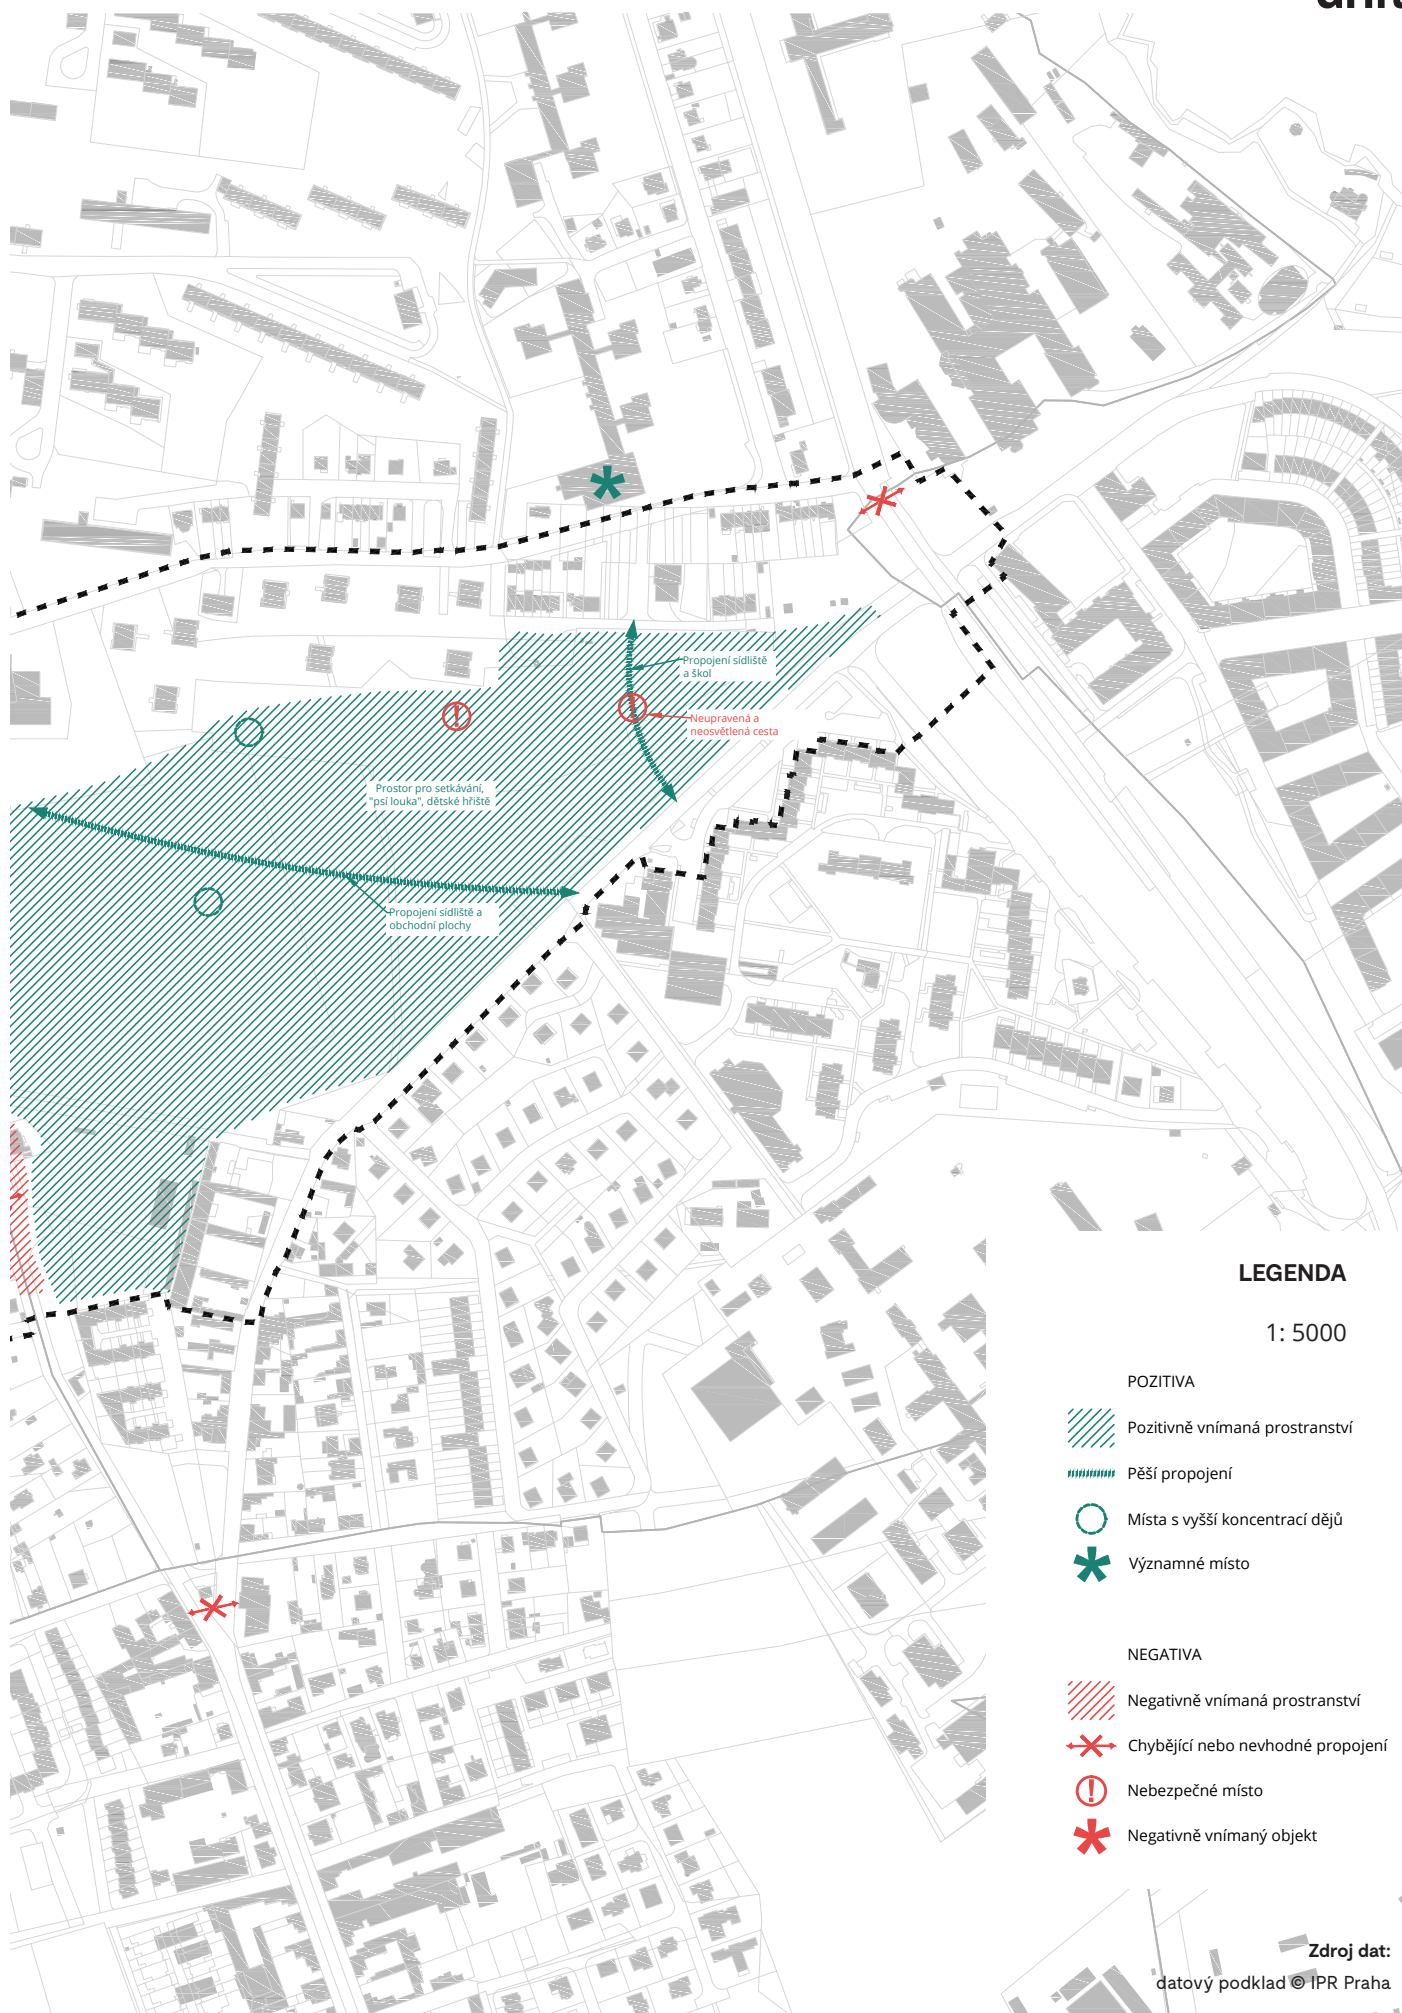 Propojení sídliště
a škol
Neupravená a
neosvětlená cesta
Prostor pro setkávání,
"psí louka", dětské hřiště
Propojení sídliště a
obchodní plochy
LEGENDA
1: 5000
POZITIVA
Pozitivně vnímaná prostranství
Pěší propojení
Místa s vyšší koncentrací dějů
Významné místo
NEGATIVA
Negativně vnímaná prostranství
Chybějící nebo nevhodné propojení
Nebezpečné místo
Negativně vnímaný objekt
Zdroj dat:
datový podklad © IPR Praha